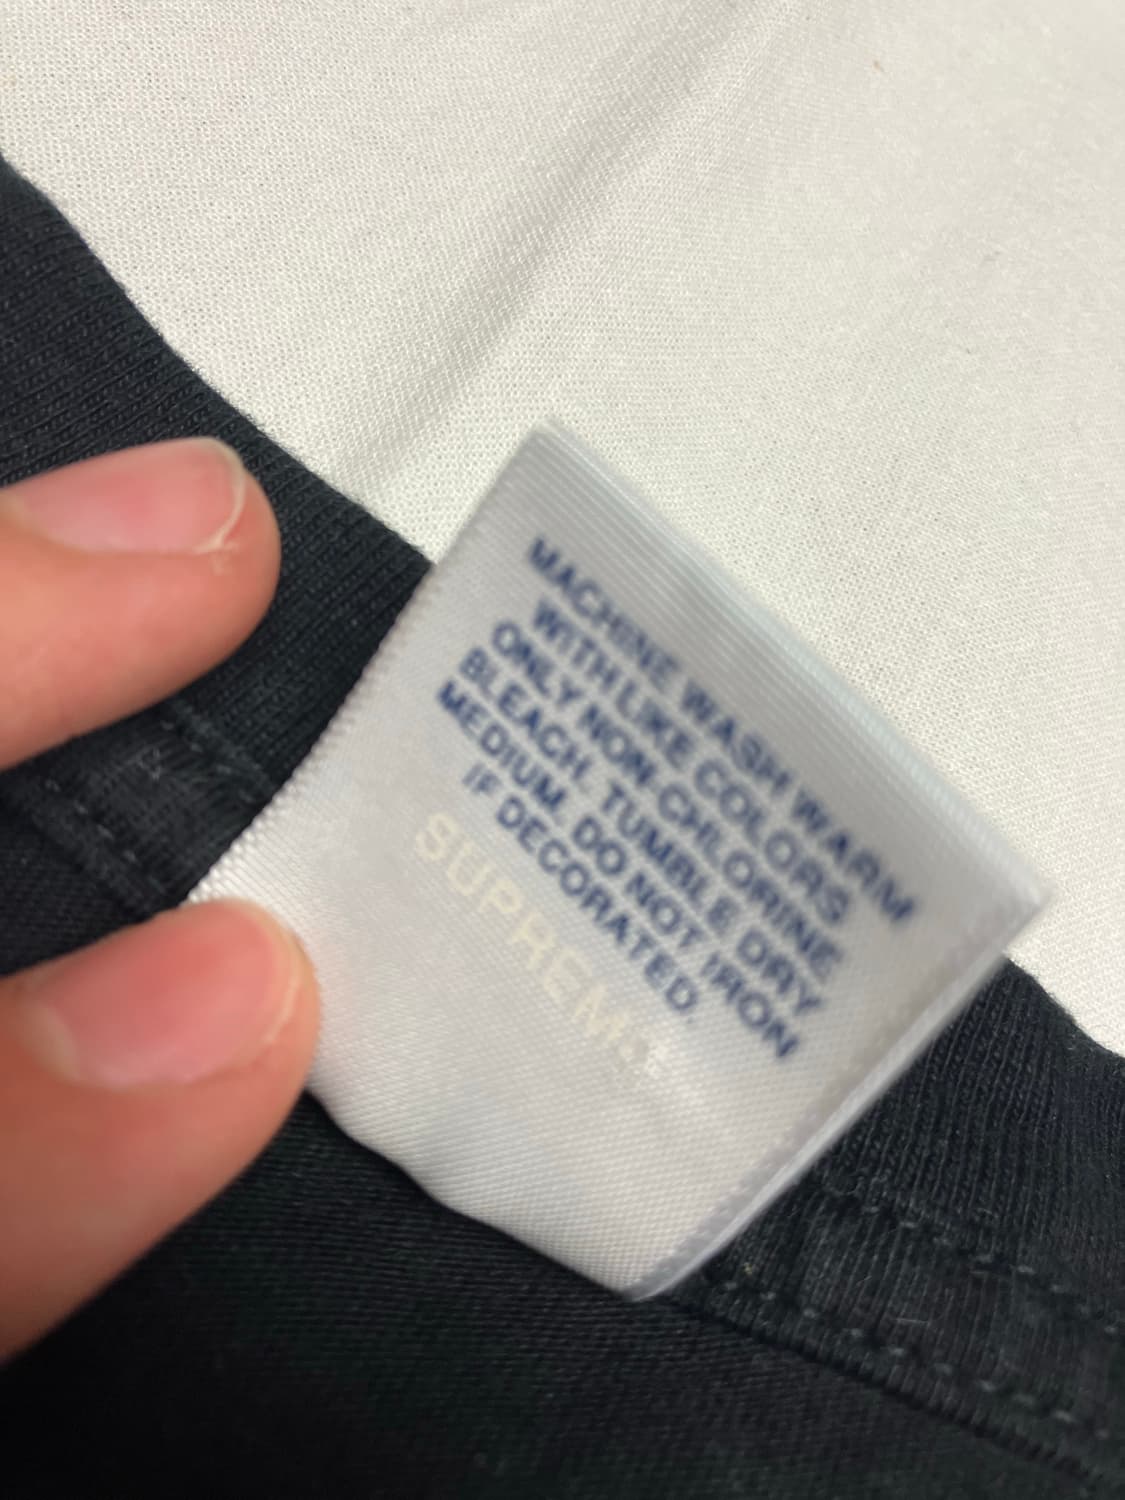 MACHINE WASH WARM
WITH LIKE COLORS
ONLY NON-CHLORINE
BLEACH. TUMBLE DRY
MEDIUM. DO NOT IRON
IF DECORATED.
SUPREME